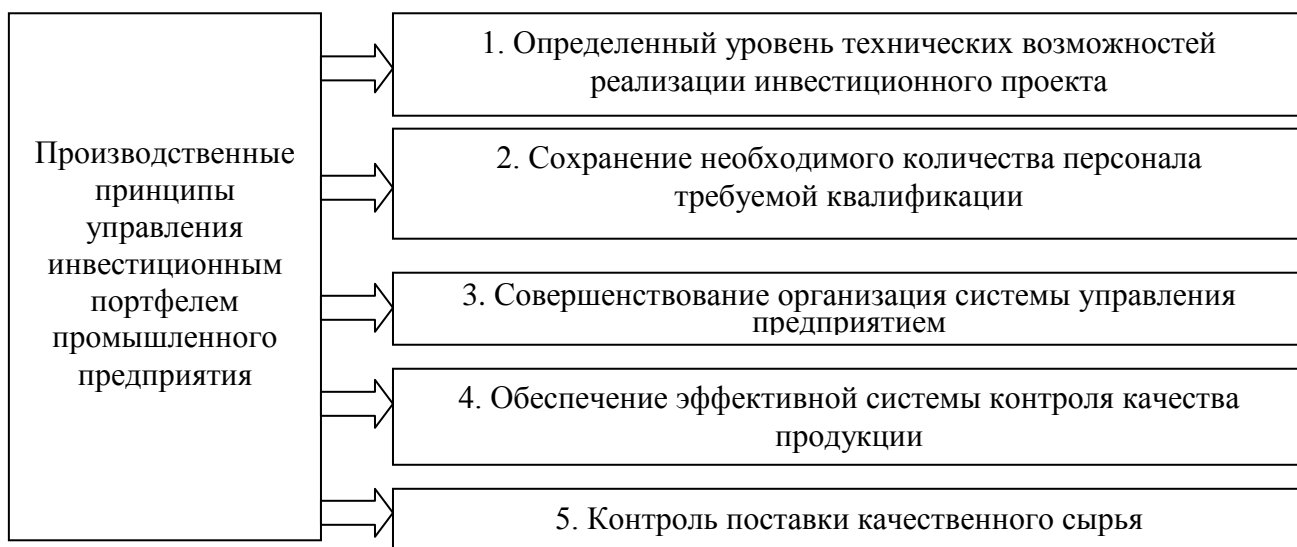 Производственные
принципы
управления
инвестиционным
портфелем
промышленного
предприятия
1. Определенный уровень технических возможностей
реализации инвестиционного проекта
2. Сохранение необходимого количества персонала
требуемой квалификации
3. Совершенствование организация системы управления
предприятием
4. Обеспечение эффективной системы контроля качества
продукции
5. Контроль поставки качественного сырья